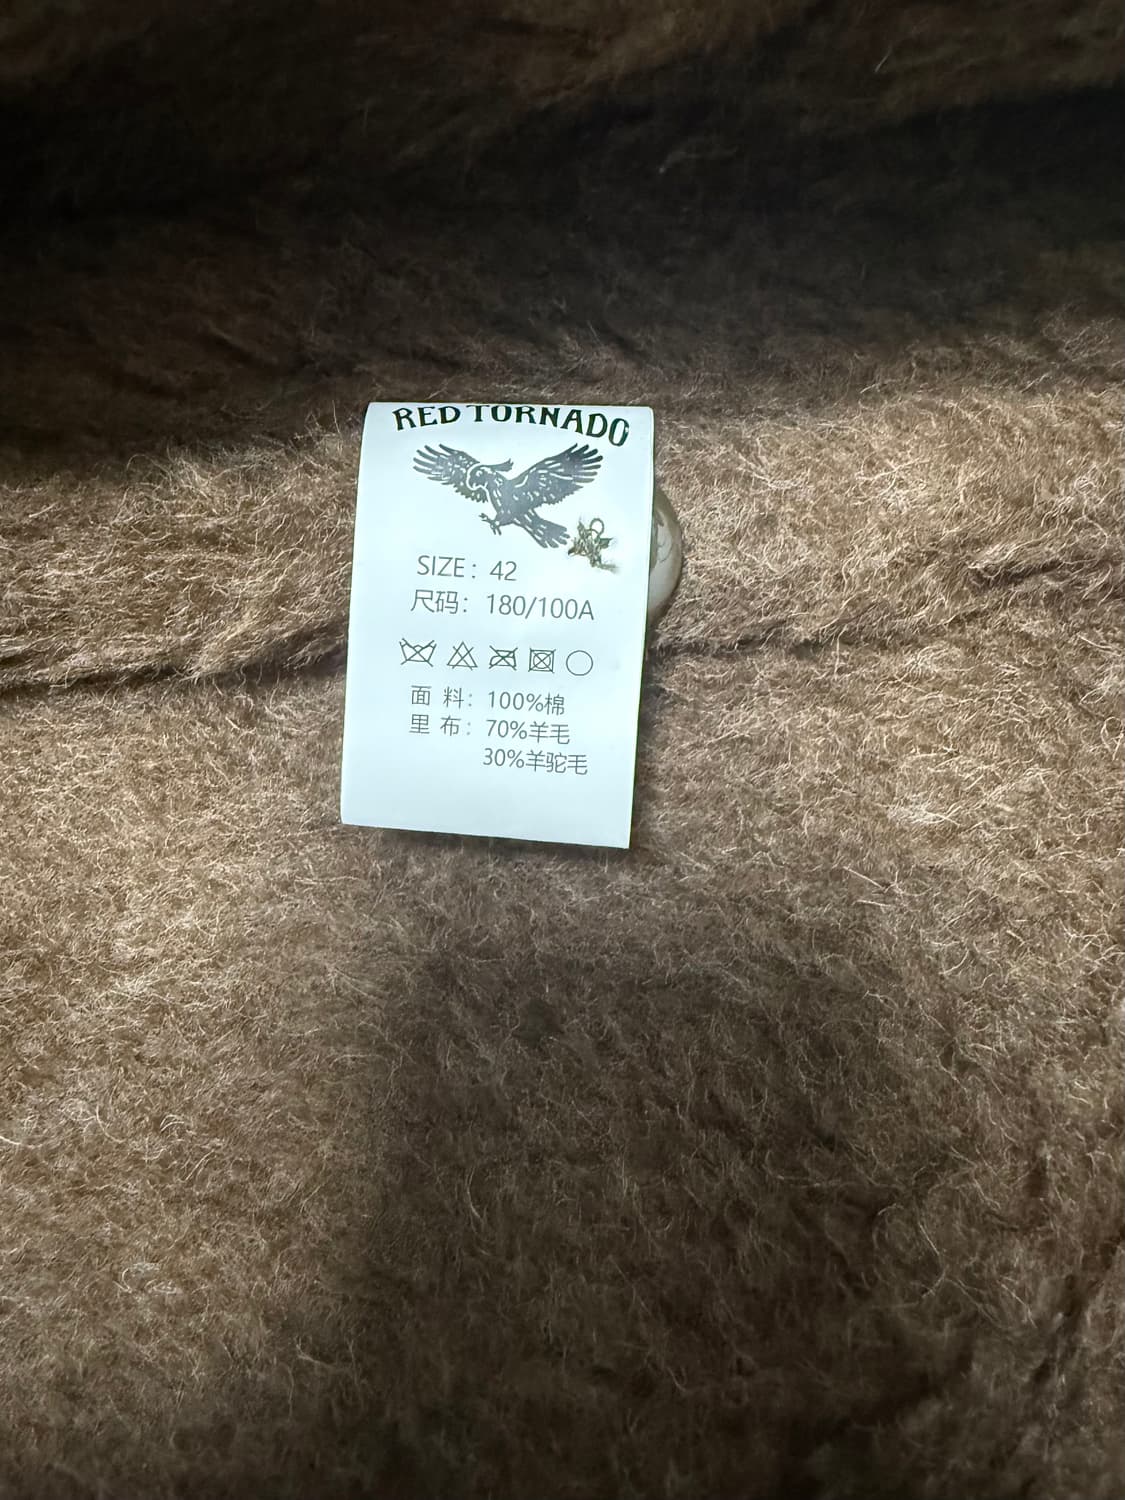 RED TORNADO
SIZE：42
尺码：180/100A
面 料：100%棉
里 布：70%羊毛
30%羊驼毛